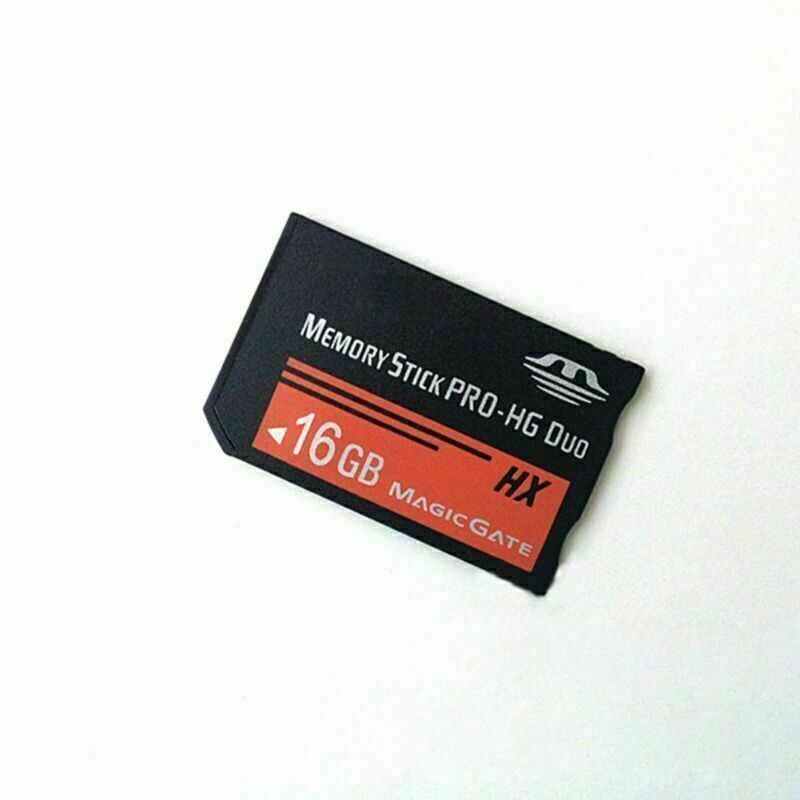 MEMORY STICK PRO-HG DUO
HX
16GB
MAGICGATE